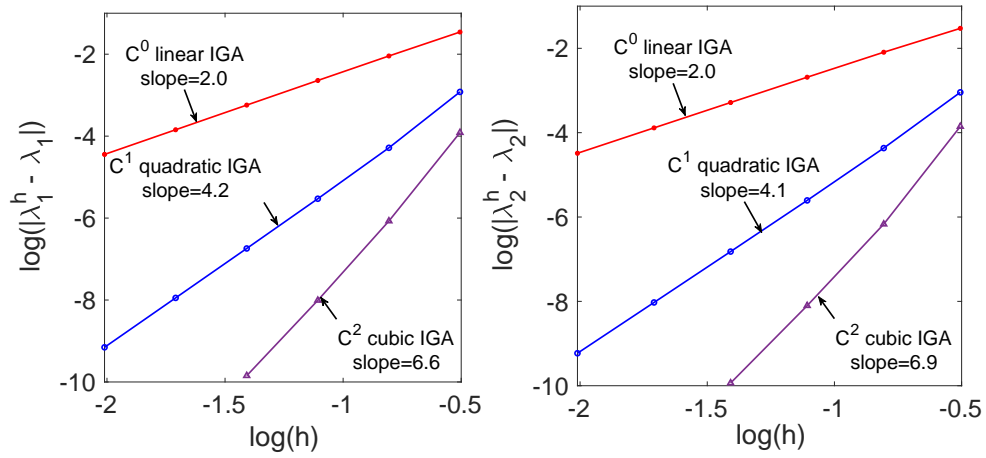 C⁰ linear IGA
slope=2.0
C¹ quadratic IGA
slope=4.2
C² cubic IGA
slope=6.6
log(|λ₁ʰ - λ₁|)
-2
-4
-6
-8
-10
-2
-1.5
-1
-0.5
log(h)
C⁰ linear IGA
slope=2.0
C¹ quadratic IGA
slope=4.1
C² cubic IGA
slope=6.9
log(|λ₂ʰ - λ₂|)
-2
-4
-6
-8
-10
-2
-1.5
-1
-0.5
log(h)